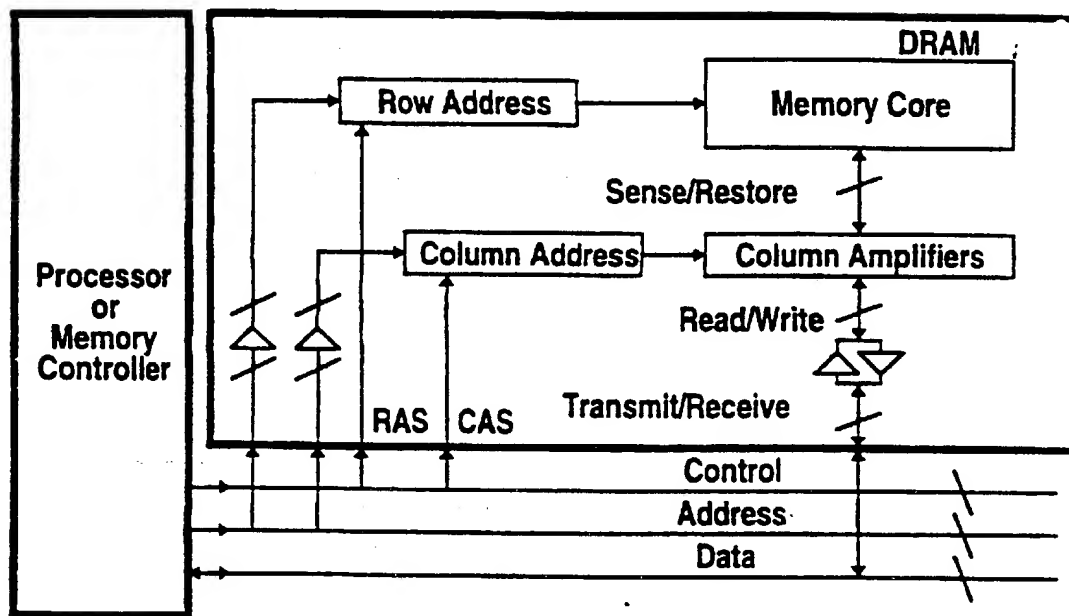 DRAM
Row Address
Memory Core
Sense/Restore
Column Address
Column Amplifiers
Processor
or
Memory
Controller
Read/Write
Transmit/Receive
RAS
CAS
Control
Address
Data